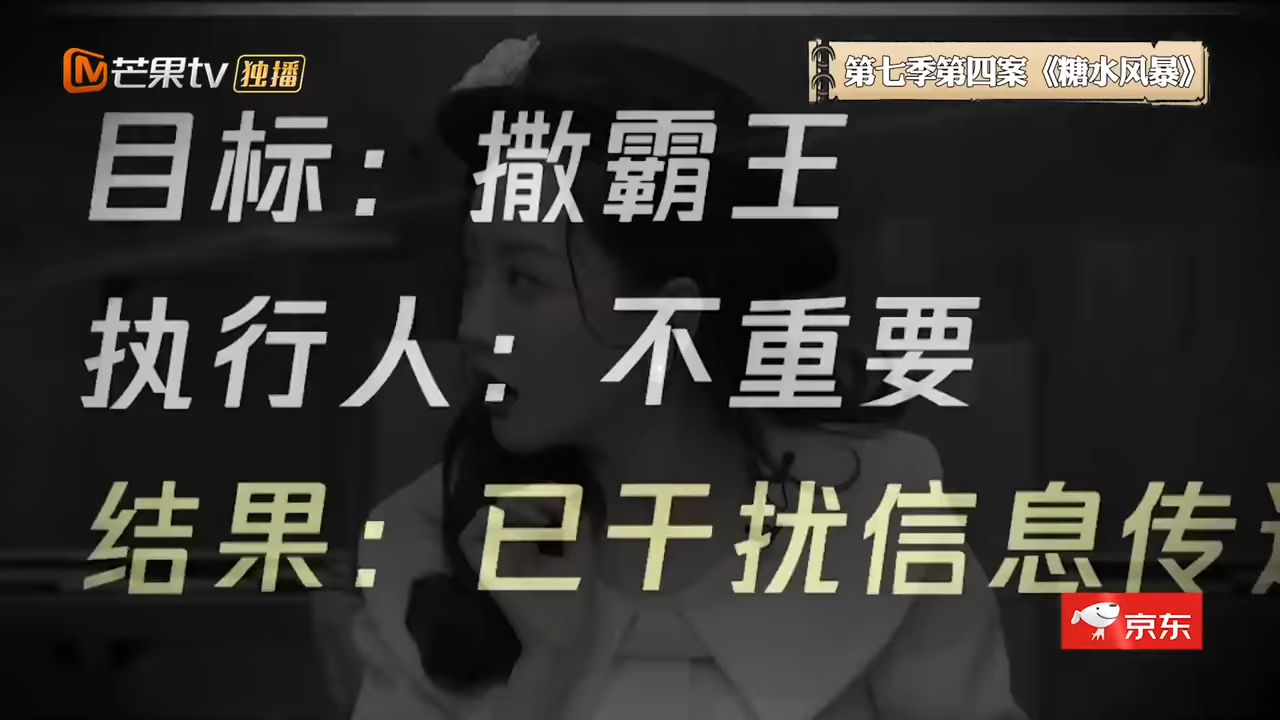 芒果tv 独播
第七季第四案《糖水风暴》
目标：撒霸王
执行人：不重要
结果：已干扰信息传
京东